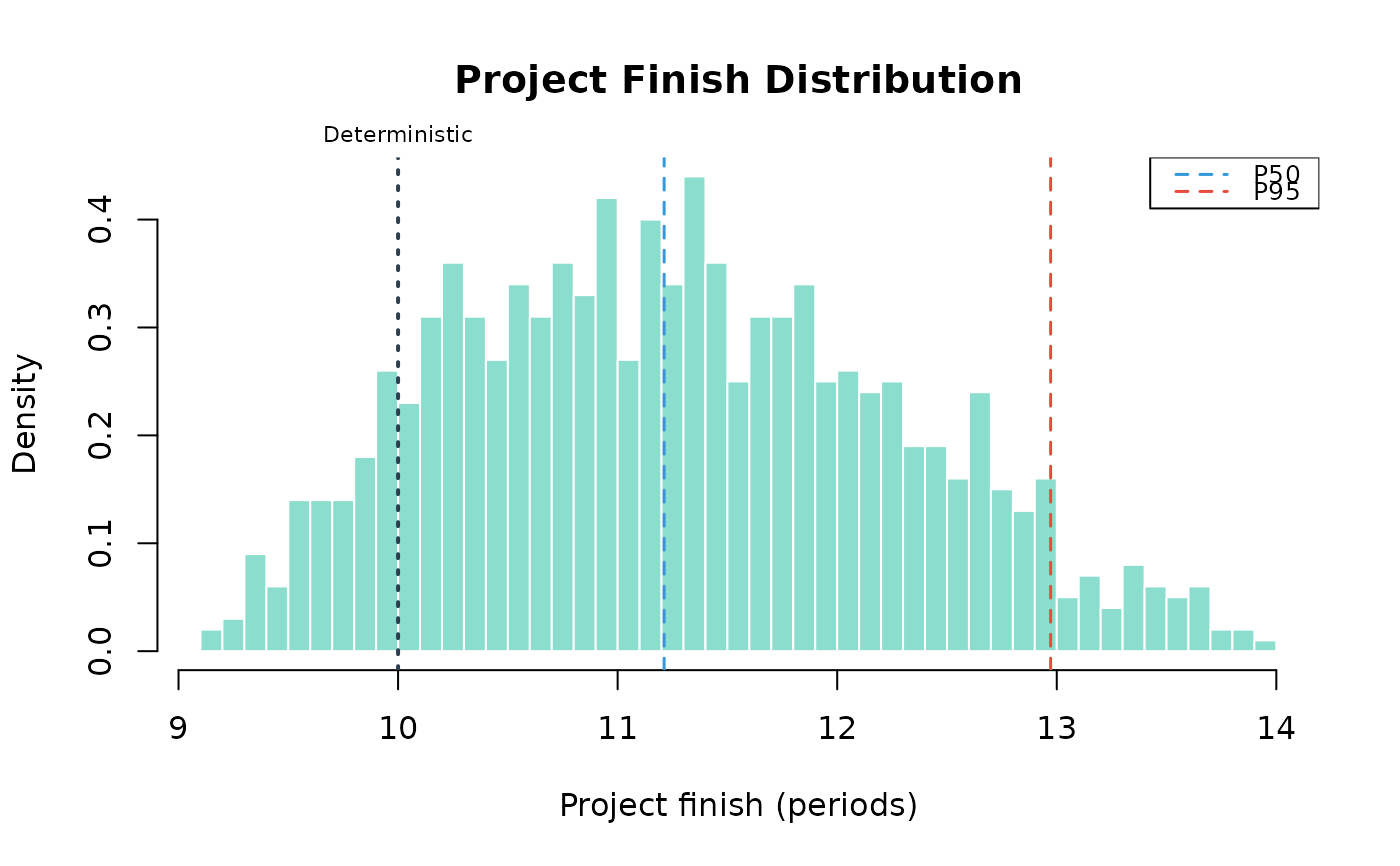 Project Finish Distribution
Deterministic
P50
P95
Density
0.0
0.1
0.2
0.3
0.4
9
10
11
12
13
14
Project finish (periods)